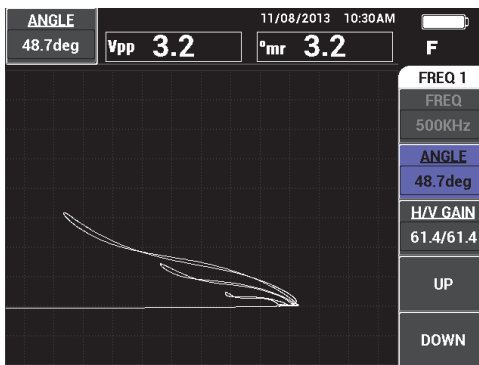 ANGLE
48.7deg
11/08/2013 10:30AM
Vpp 3.2
°mr 3.2
F
FREQ 1
FREQ
500KHz
ANGLE
48.7deg
H/V GAIN
61.4/61.4
UP
DOWN